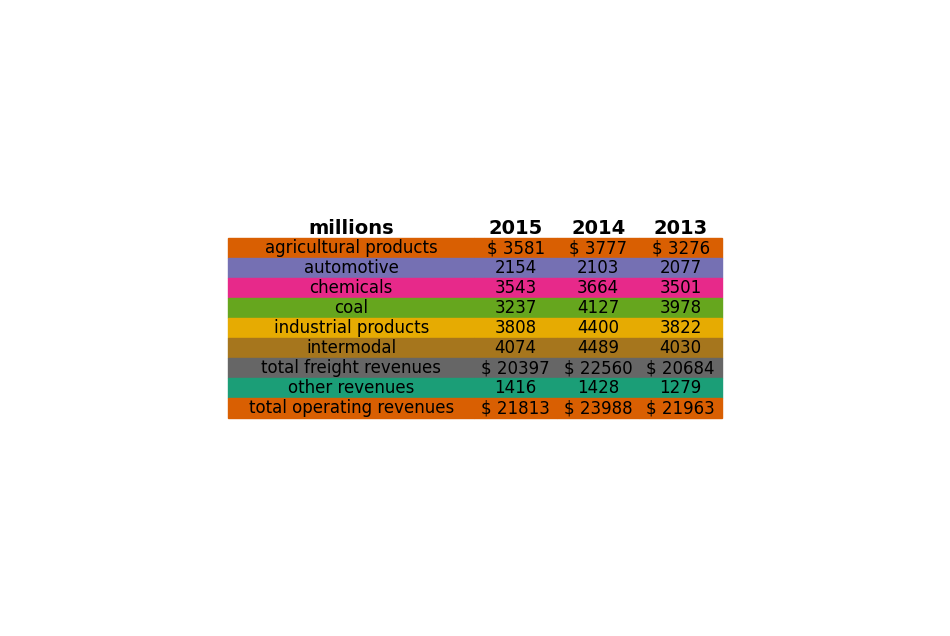 millions 2015 2014 2013
agricultural products $ 3581 $ 3777 $ 3276
automotive 2154 2103 2077
chemicals 3543 3664 3501
coal 3237 4127 3978
industrial products 3808 4400 3822
intermodal 4074 4489 4030
total freight revenues $ 20397 $ 22560 $ 20684
other revenues 1416 1428 1279
total operating revenues $ 21813 $ 23988 $ 21963